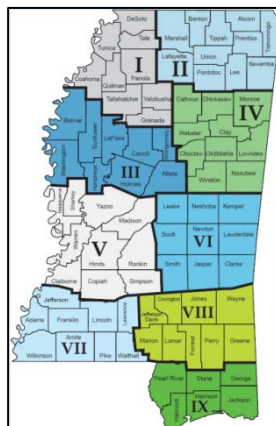 DeSoto
Benton
Alcorn
Tishomingo
Tunica
Tate
Marshall
Tippah
Prentiss
I
Lafayette
Union
Itawamba
Coahoma
Panola
II
Quitman
Pontotoc
Lee
Tallahatchie
Yalobusha
Calhoun
Chickasaw
Monroe
Bolivar
Grenada
IV
Sunflower
LeFlore
Webster
Clay
Washington
Carroll
Montgomery
Choctaw
Oktibbeha
Lowndes
III
Humphreys
Holmes
Attala
Winston
Noxubee
Sharkey
Issaquena
Yazoo
Leake
Neshoba
Kemper
Madison
Warren
V
Scott
Newton
Lauderdale
VI
Hinds
Rankin
Smith
Jasper
Clarke
Claiborne
Copiah
Simpson
Jefferson
Covington
Jones
Wayne
Adams
Franklin
Lincoln
Lawrence
Jefferson
Davis
VIII
Amite
Marion
Lamar
Forrest
Perry
Greene
Wilkinson
VII
Pike
Walthall
Pearl River
Stone
George
Hancock
Harrison
Jackson
IX